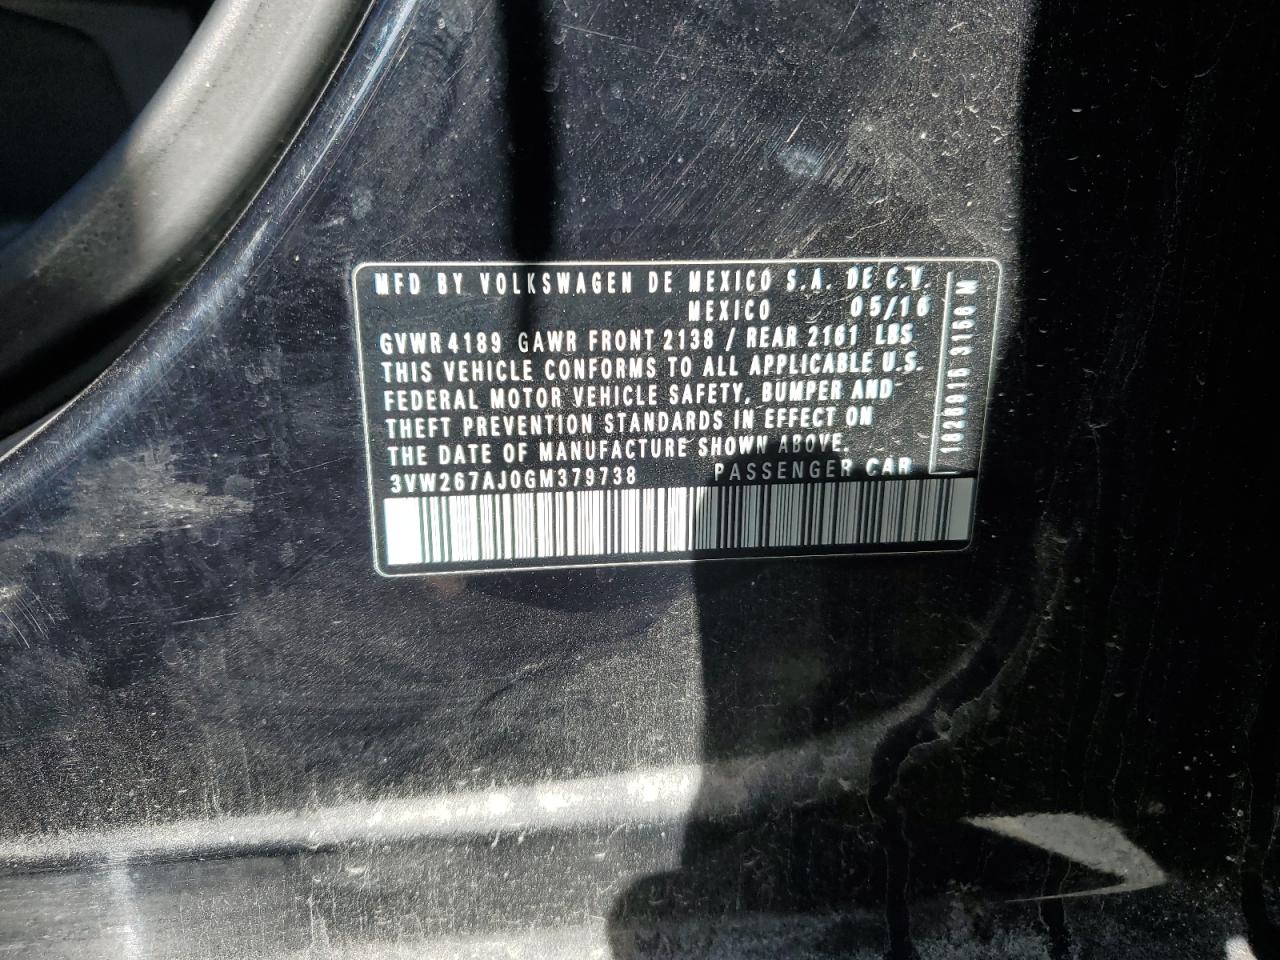 MFD BY VOLKSWAGEN DE MEXICO S.A. DE C.V.
MEXICO 05/16
GVWR 4189 GAWR FRONT 2138 / REAR 2161 LBS
THIS VEHICLE CONFORMS TO ALL APPLICABLE U.S.
FEDERAL MOTOR VEHICLE SAFETY, BUMPER AND
THEFT PREVENTION STANDARDS IN EFFECT ON
THE DATE OF MANUFACTURE SHOWN ABOVE.
3VW267AJ0GM379738 PASSENGER CAR